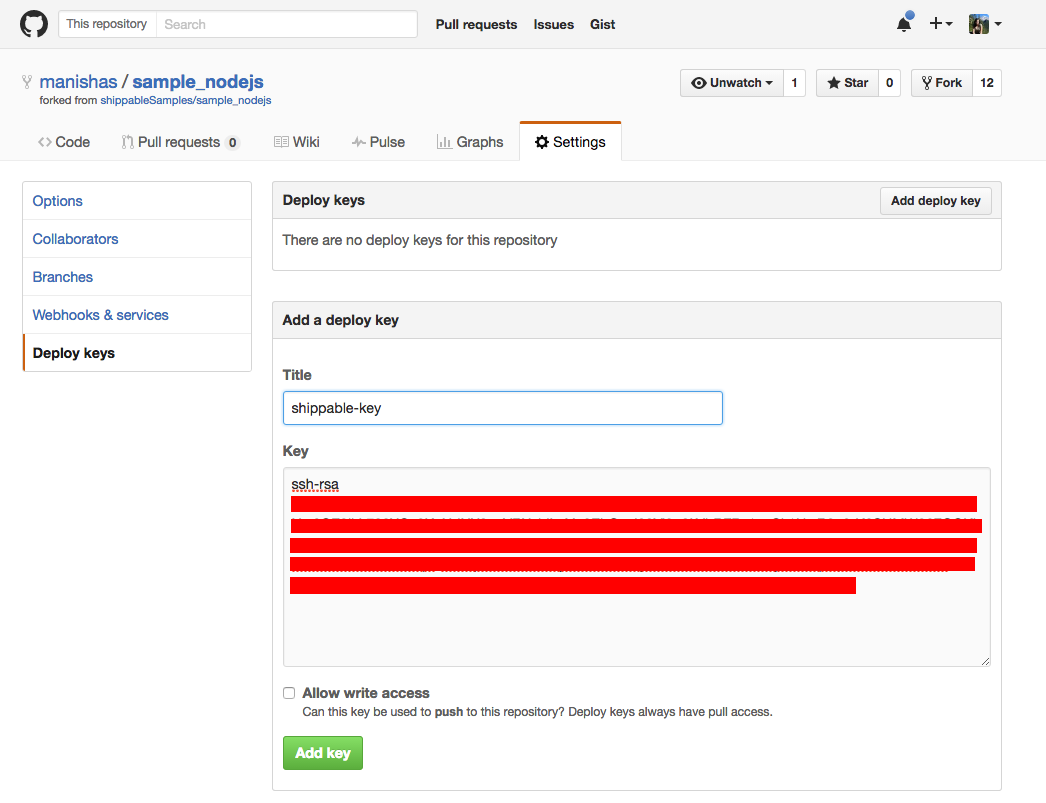 This repository Search Pull requests Issues Gist
manishas / sample_nodejs Unwatch 1 Star 0 Fork 12
forked from shippableSamples/sample_nodejs
Code Pull requests 0 Wiki Pulse Graphs Settings
Options
Collaborators
Branches
Webhooks & services
Deploy keys
Deploy keys Add deploy key
There are no deploy keys for this repository
Add a deploy key
Title
shippable-key
Key
ssh-rsa
Allow write access
Can this key be used to push to this repository? Deploy keys always have pull access.
Add key